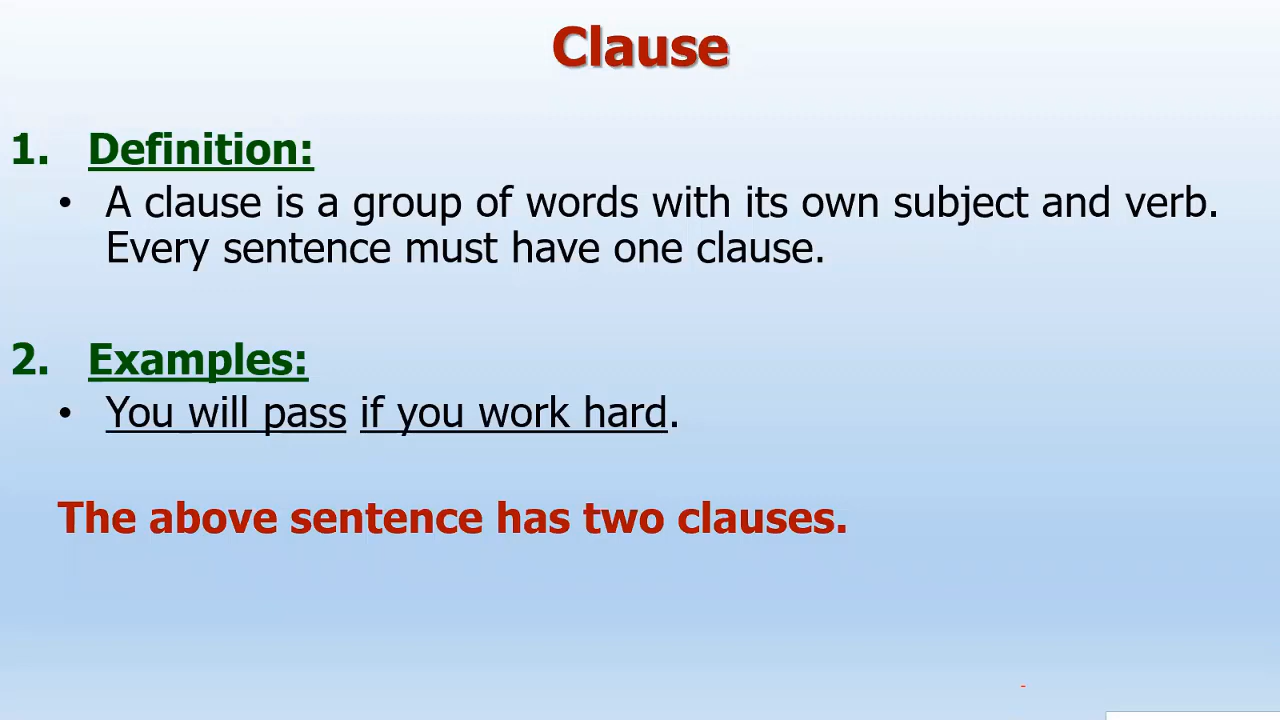 Clause
1. Definition:
• A clause is a group of words with its own subject and verb.
Every sentence must have one clause.
2. Examples:
• You will pass if you work hard.
The above sentence has two clauses.